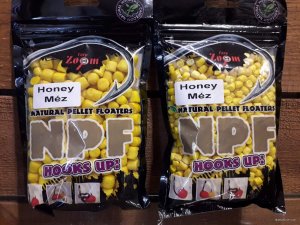 Carp
Zoom
Honey
Méz
NATURAL PELLET FLOATERS
NPF
HOOKS UP!
Carp
Zoom
Honey
Méz
NATURAL PELLET FLOATERS
NPF
HOOKS UP!